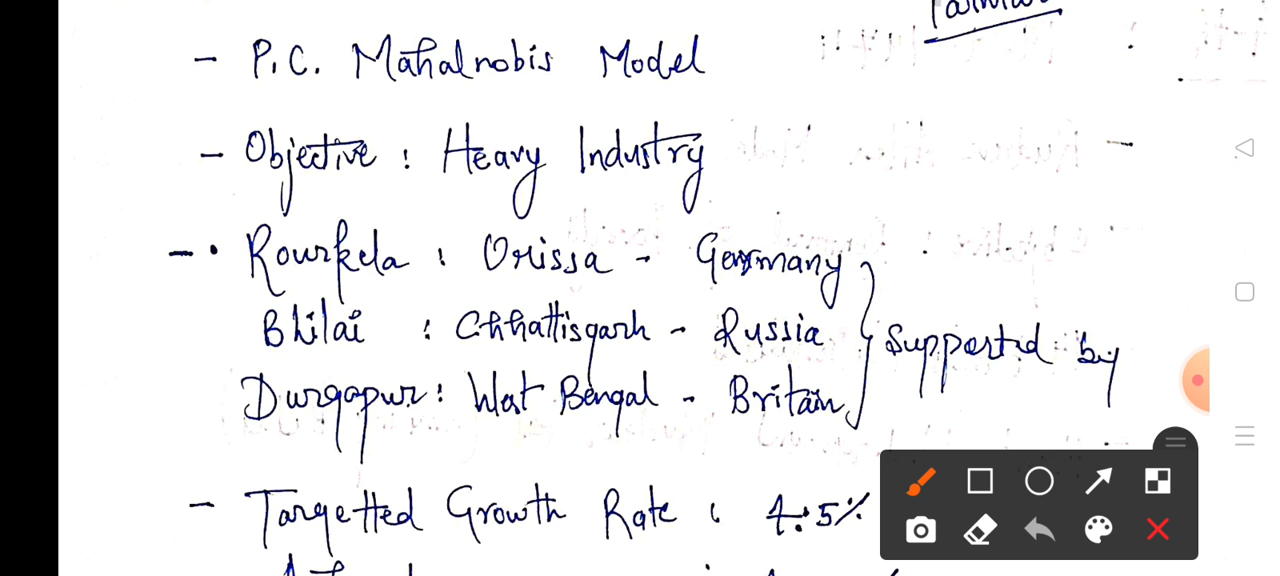 - P.C. Mahalnobis Model
- Objective : Heavy Industry
- • Rourkela : Orissa - Germany
Bhilai : Chhattisgarh - Russia
Durgapur : West Bengal - Britain } Supported by
- Targetted Growth Rate : 4.5%